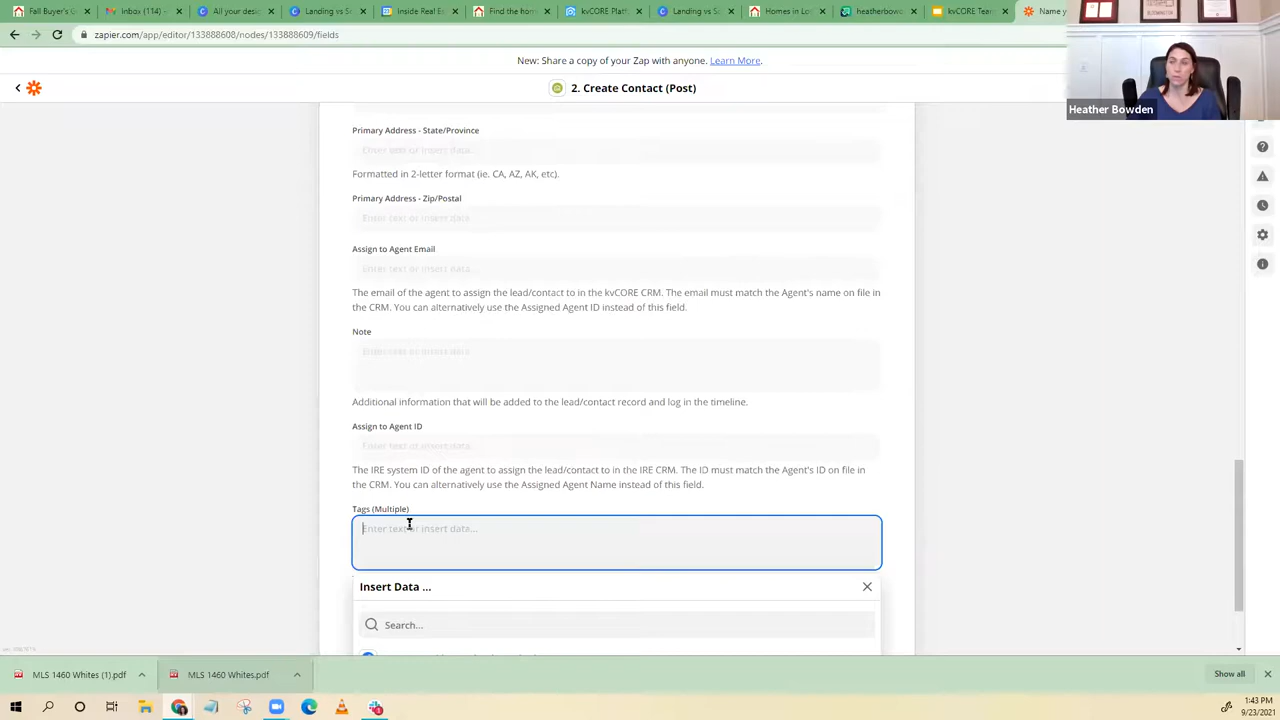 Fall Buyer's G
Inbox (4)
All your desig
Landing vs S
Inside Real Es
Find the hom
kvCORE Platf
Landing vs S
Homes in Lo
heatherbowd
kvCORE Tear
Name y
zapier.com/app/editor/133888608/nodes/133888609/fields
New: Share a copy of your Zap with anyone. Learn More.
2. Create Contact (Post)
Heather Bowden
Primary Address - State/Province
Enter text or insert data...
Formatted in 2-letter format (ie. CA, AZ, AK, etc).
Primary Address - Zip/Postal
Enter text or insert data...
Assign to Agent Email
Enter text or insert data...
The email of the agent to assign the lead/contact to in the kvCORE CRM. The email must match the Agent's name on file in
the CRM. You can alternatively use the Assigned Agent ID instead of this field.
Note
Enter text or insert data...
Additional information that will be added to the lead/contact record and log in the timeline.
Assign to Agent ID
Enter text or insert data...
The IRE system ID of the agent to assign the lead/contact to in the IRE CRM. The ID must match the Agent's ID on file in
the CRM. You can alternatively use the Assigned Agent Name instead of this field.
Tags (Multiple)
Enter text or insert data...
Insert Data ...
Search...
MLS 1460 Whites (1).pdf
MLS 1460 Whites.pdf
Show all
1:43 PM
9/23/2021